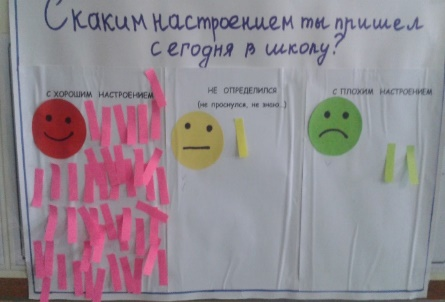 С каким настроением ты пришел
сегодня в школу?
С ХОРОШИМ НАСТРОЕНИЕМ
НЕ ОПРЕДЕЛИЛСЯ
(не проснулся, не знаю...)
С ПЛОХИМ НАСТРОЕНИЕМ